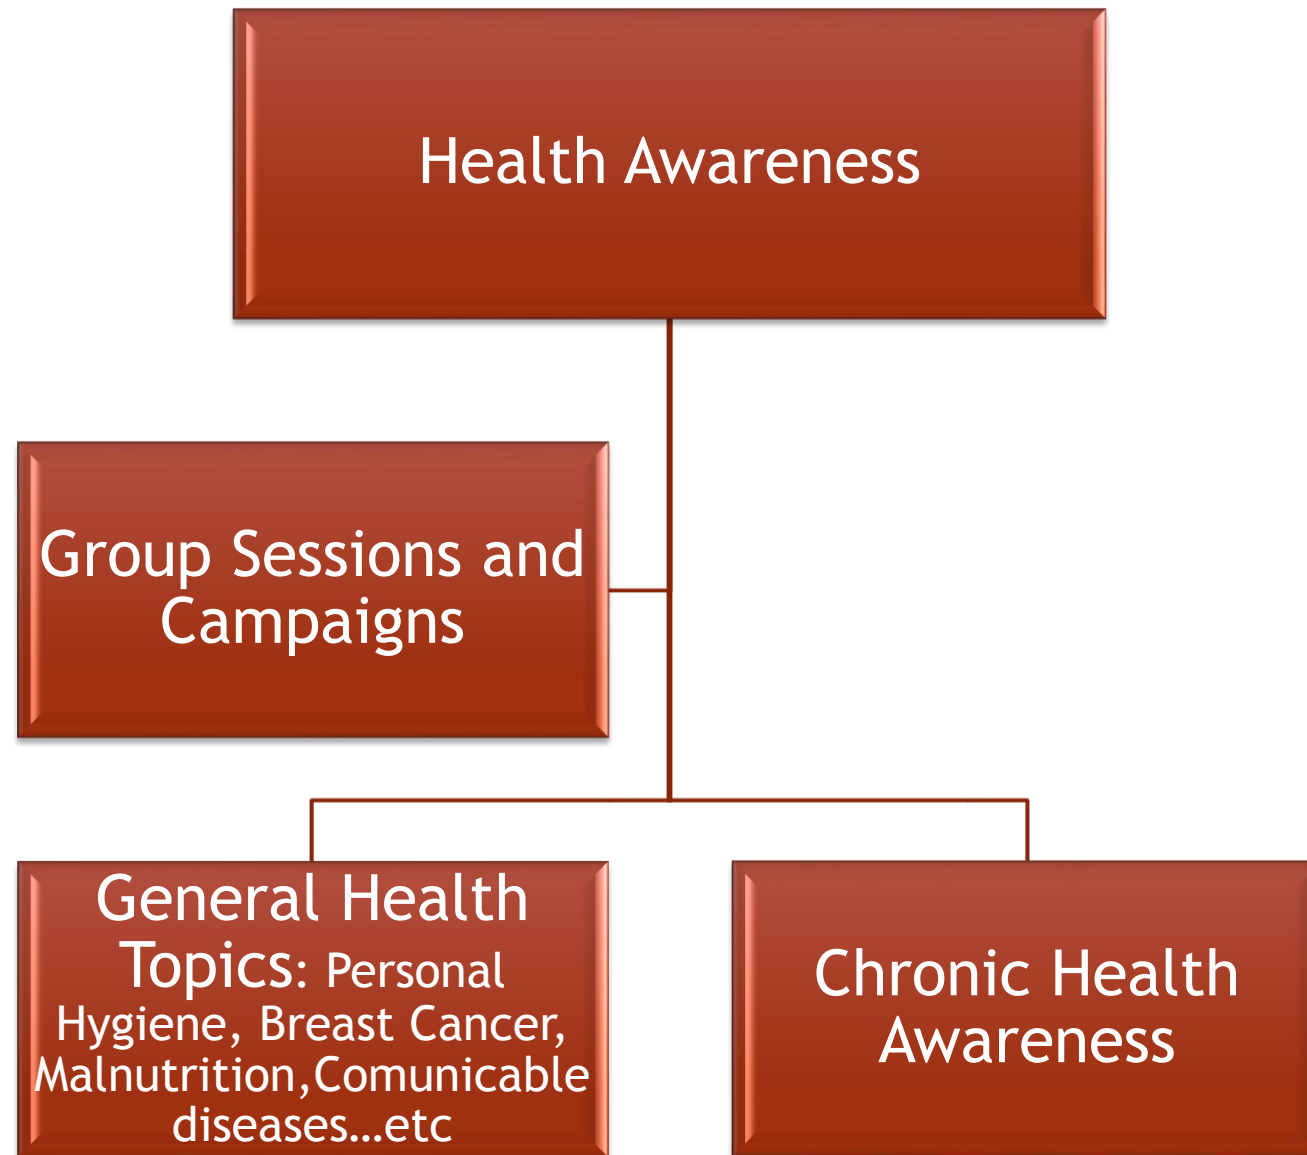 Health Awareness
Group Sessions and
Campaigns
General Health
Topics: Personal
Hygiene, Breast Cancer,
Malnutrition,Comunicable
diseases...etc
Chronic Health
Awareness